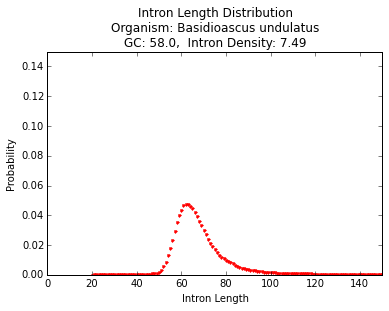 Intron Length Distribution
Organism: Basidioascus undulatus
GC: 58.0,  Intron Density: 7.49
0.14
0.12
0.10
0.08
0.06
0.04
0.02
0.00
Probability
0 20 40 60 80 100 120 140
Intron Length